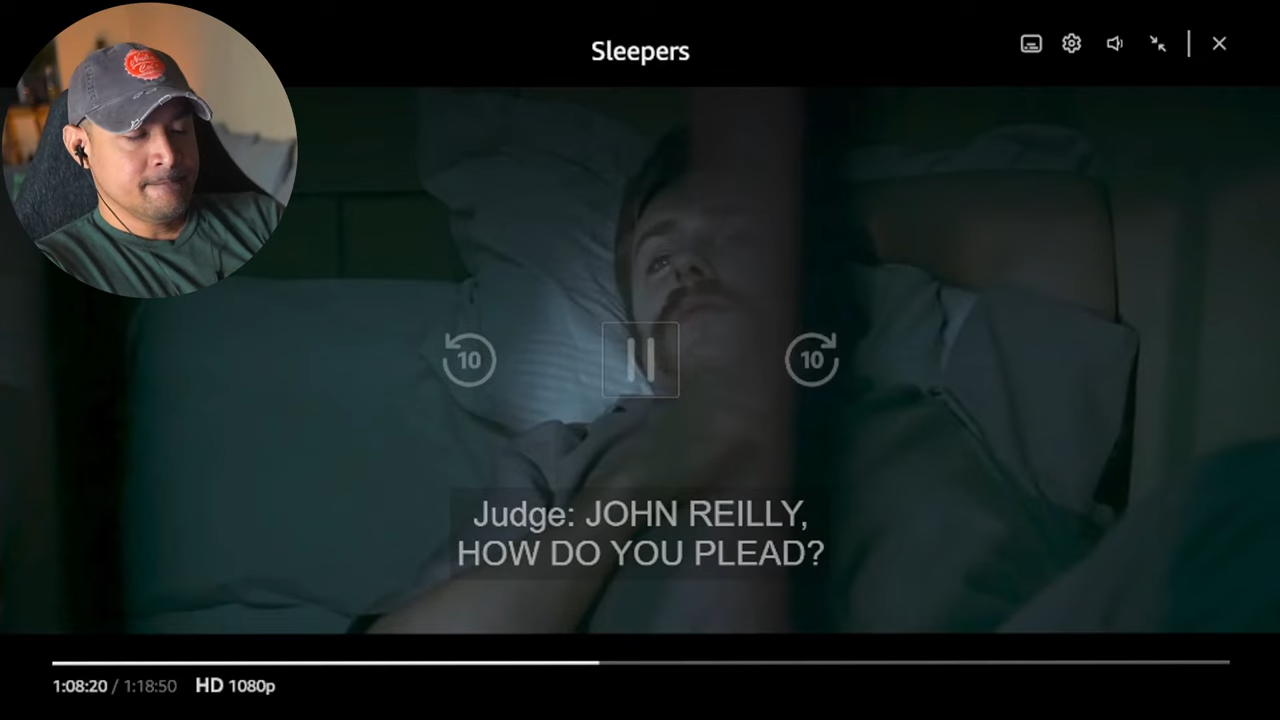 Sleepers
10
10
Judge: JOHN REILLY,
HOW DO YOU PLEAD?
1:08:20 / 1:18:50 HD 1080p